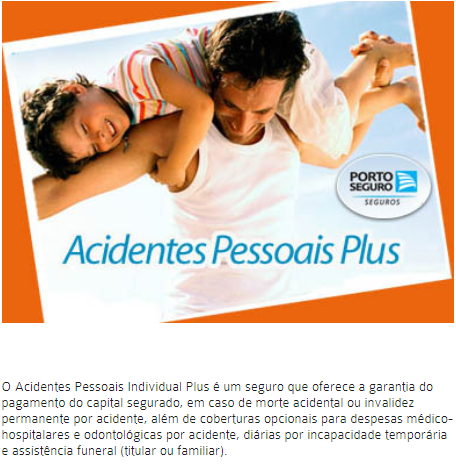 PORTO
SEGURO
SEGUROS
Acidentes Pessoais Plus
O Acidentes Pessoais Individual Plus é um seguro que oferece a garantia do
pagamento do capital segurado, em caso de morte acidental ou invalidez
permanente por acidente, além de coberturas opcionais para despesas médico-
hospitalares e odontológicas por acidente, diárias por incapacidade temporária
e assistência funeral (titular ou familiar).